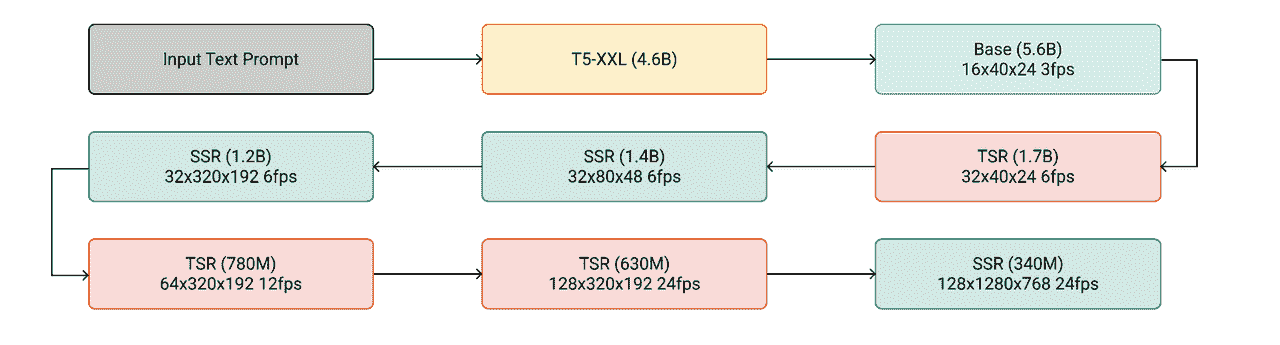 Input Text Prompt
T5-XXL (4.6B)
Base (5.6B)
16x40x24 3fps
TSR (1.7B)
32x40x24 6fps
SSR (1.4B)
32x80x48 6fps
SSR (1.2B)
32x320x192 6fps
TSR (780M)
64x320x192 12fps
TSR (630M)
128x320x192 24fps
SSR (340M)
128x1280x768 24fps